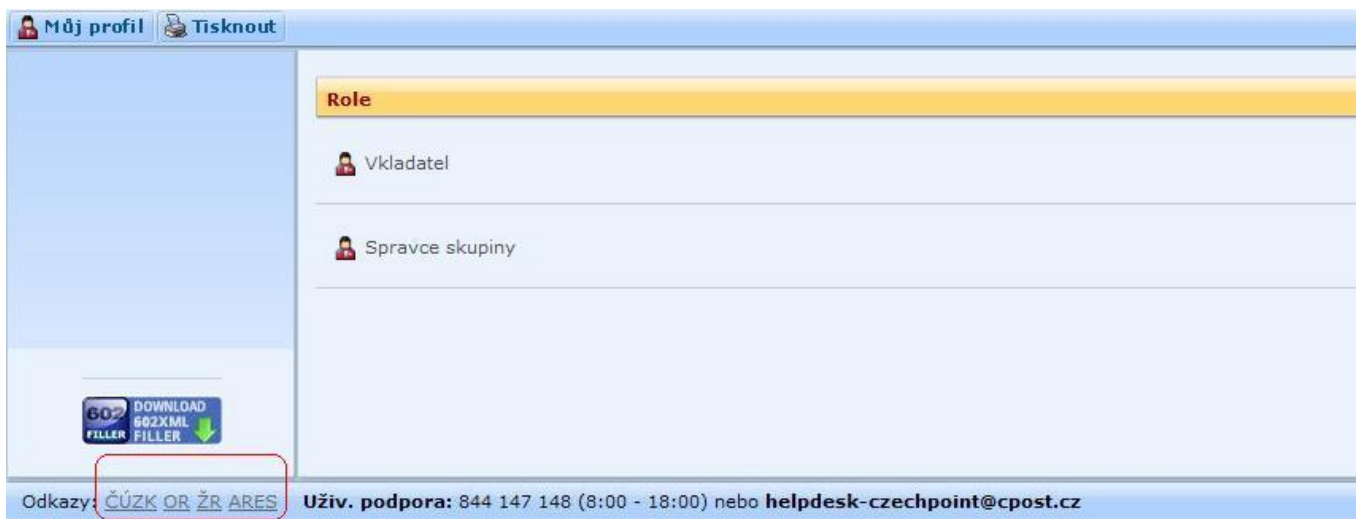 Můj profil Tisknout
Role
Vkladatel
Spravce skupiny
602 FILLER DOWNLOAD 602XML FILLER
Odkazy: ČÚZK OR ŽR ARES Uživ. podpora: 844 147 148 (8:00 - 18:00) nebo helpdesk-czechpoint@cpost.cz